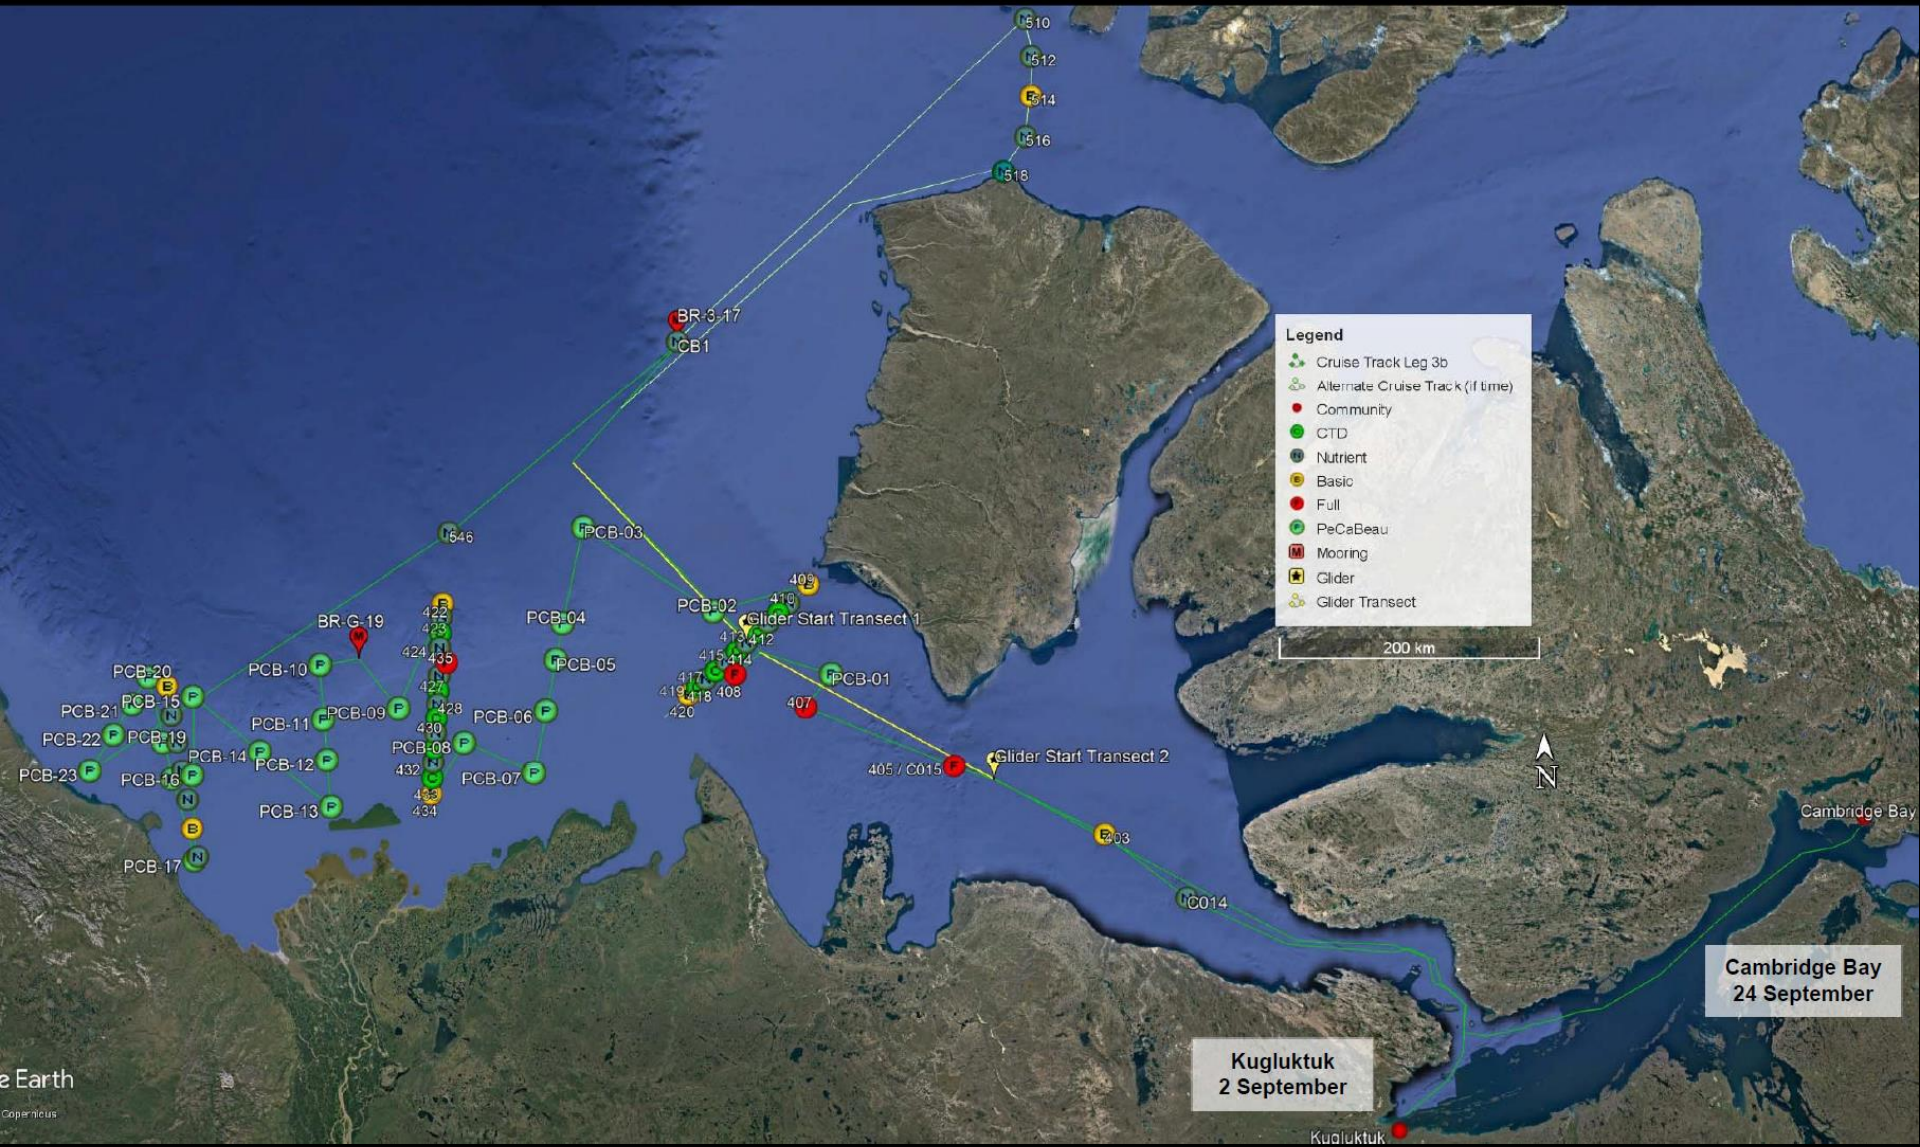 510
512
514
516
518
BR-3-17
CB1
Legend
Cruise Track Leg 3b
Alternate Cruise Track (if time)
Community
CTD
Nutrient
Basic
Full
PeCaBeau
Mooring
Glider
Glider Transect
200 km
N
546
PCB-03
409
410
PCB-02
Glider Start Transect 1
413
412
415
414
417
408
419
418
420
PCB-01
407
BR-G-19
422
423
424
435
427
428
430
PCB-08
432
433
434
PCB-04
PCB-05
PCB-06
PCB-07
PCB-10
PCB-09
PCB-11
PCB-12
PCB-13
PCB-14
PCB-20
PCB-15
PCB-21
PCB-22
PCB-19
PCB-23
PCB-16
PCB-17
405 / C015
Glider Start Transect 2
403
C014
Cambridge Bay
Cambridge Bay
24 September
Kugluktuk
2 September
Kugluktuk
e Earth
Copernicus